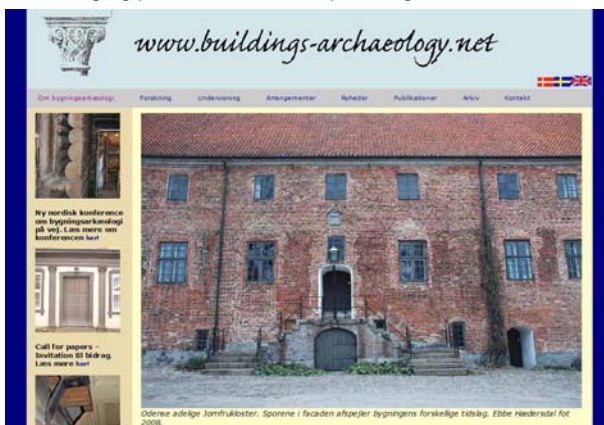 www.buildings-archaeology.net
Om bygningsarkæologi Forskning Undervisning Arrangementer Nyheder Publikationer Arkiv Kontakt
Ny nordisk konference
om bygningsarkæologi
på vej. Læs mere om
konferencen her!
Call for papers –
Invitation til bidrag.
Læs mere her!
Odense adelige Jomfrukloster. Sporene i facaden afspejler bygningens forskellige tidslag. Ebbe Hædersdal fot
2008.